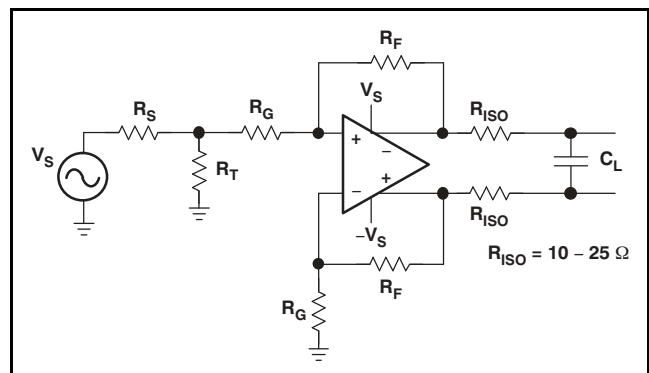 R_F
V_S
R_S
R_G
R_ISO
+
−
V_S
R_T
C_L
−
+
R_ISO
−V_S
R_ISO = 10 – 25 Ω
R_F
R_G